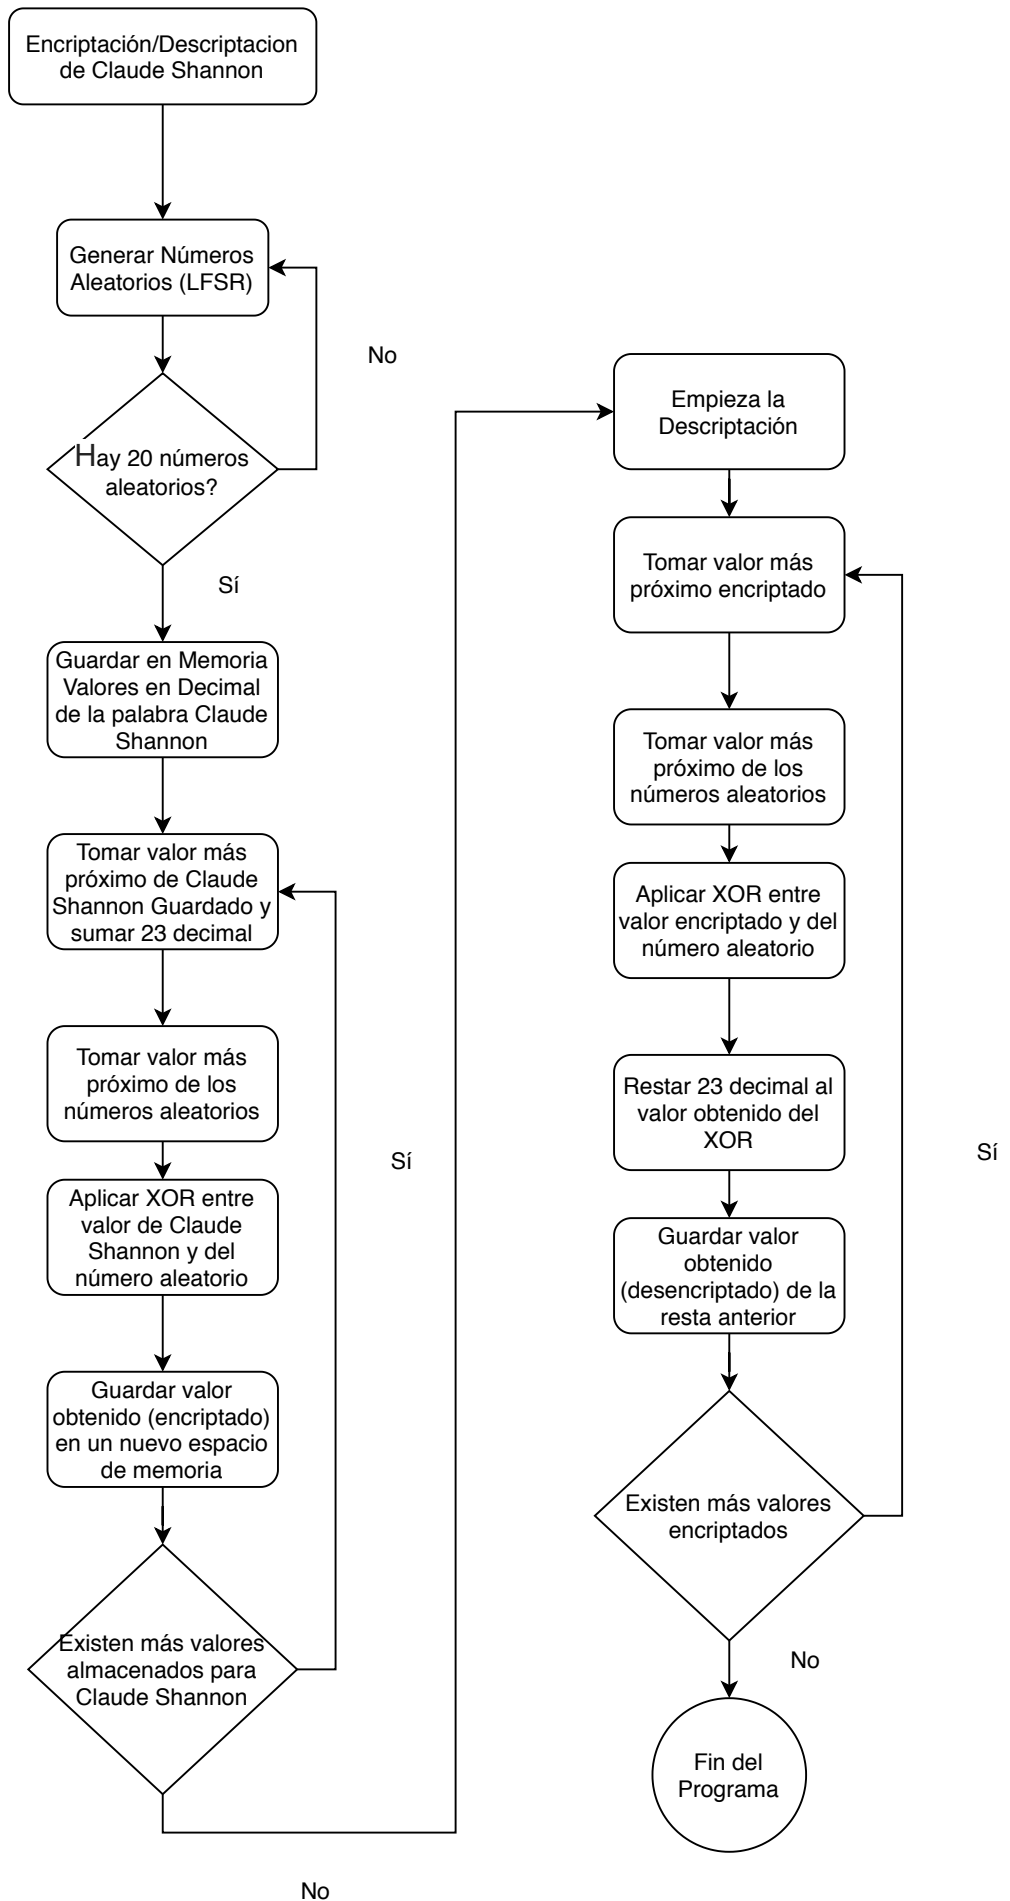 Encriptación/Descriptacion
de Claude Shannon
Generar Números
Aleatorios (LFSR)
No
Hay 20 números
aleatorios?
Sí
Guardar en Memoria
Valores en Decimal
de la palabra Claude
Shannon
Tomar valor más
próximo de Claude
Shannon Guardado y
sumar 23 decimal
Tomar valor más
próximo de los
números aleatorios
Sí
Aplicar XOR entre
valor de Claude
Shannon y del
número aleatorio
Guardar valor
obtenido (encriptado)
en un nuevo espacio
de memoria
Existen más valores
almacenados para
Claude Shannon
No
Empieza la
Descriptación
Tomar valor más
próximo encriptado
Tomar valor más
próximo de los
números aleatorios
Aplicar XOR entre
valor encriptado y del
número aleatorio
Restar 23 decimal al
valor obtenido del
XOR
Sí
Guardar valor
obtenido
(desencriptado) de la
resta anterior
Existen más valores
encriptados
No
Fin del
Programa